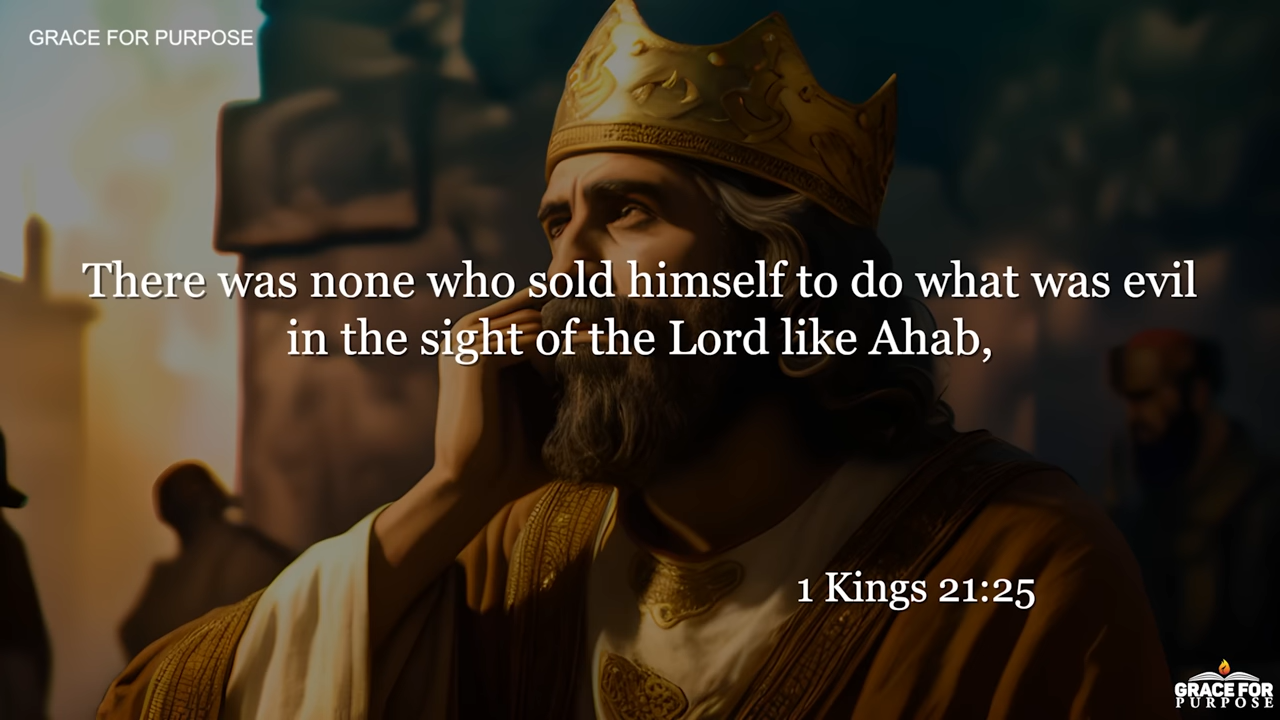 GRACE FOR PURPOSE
There was none who sold himself to do what was evil
in the sight of the Lord like Ahab,
1 Kings 21:25
GRACE FOR
PURPOSE